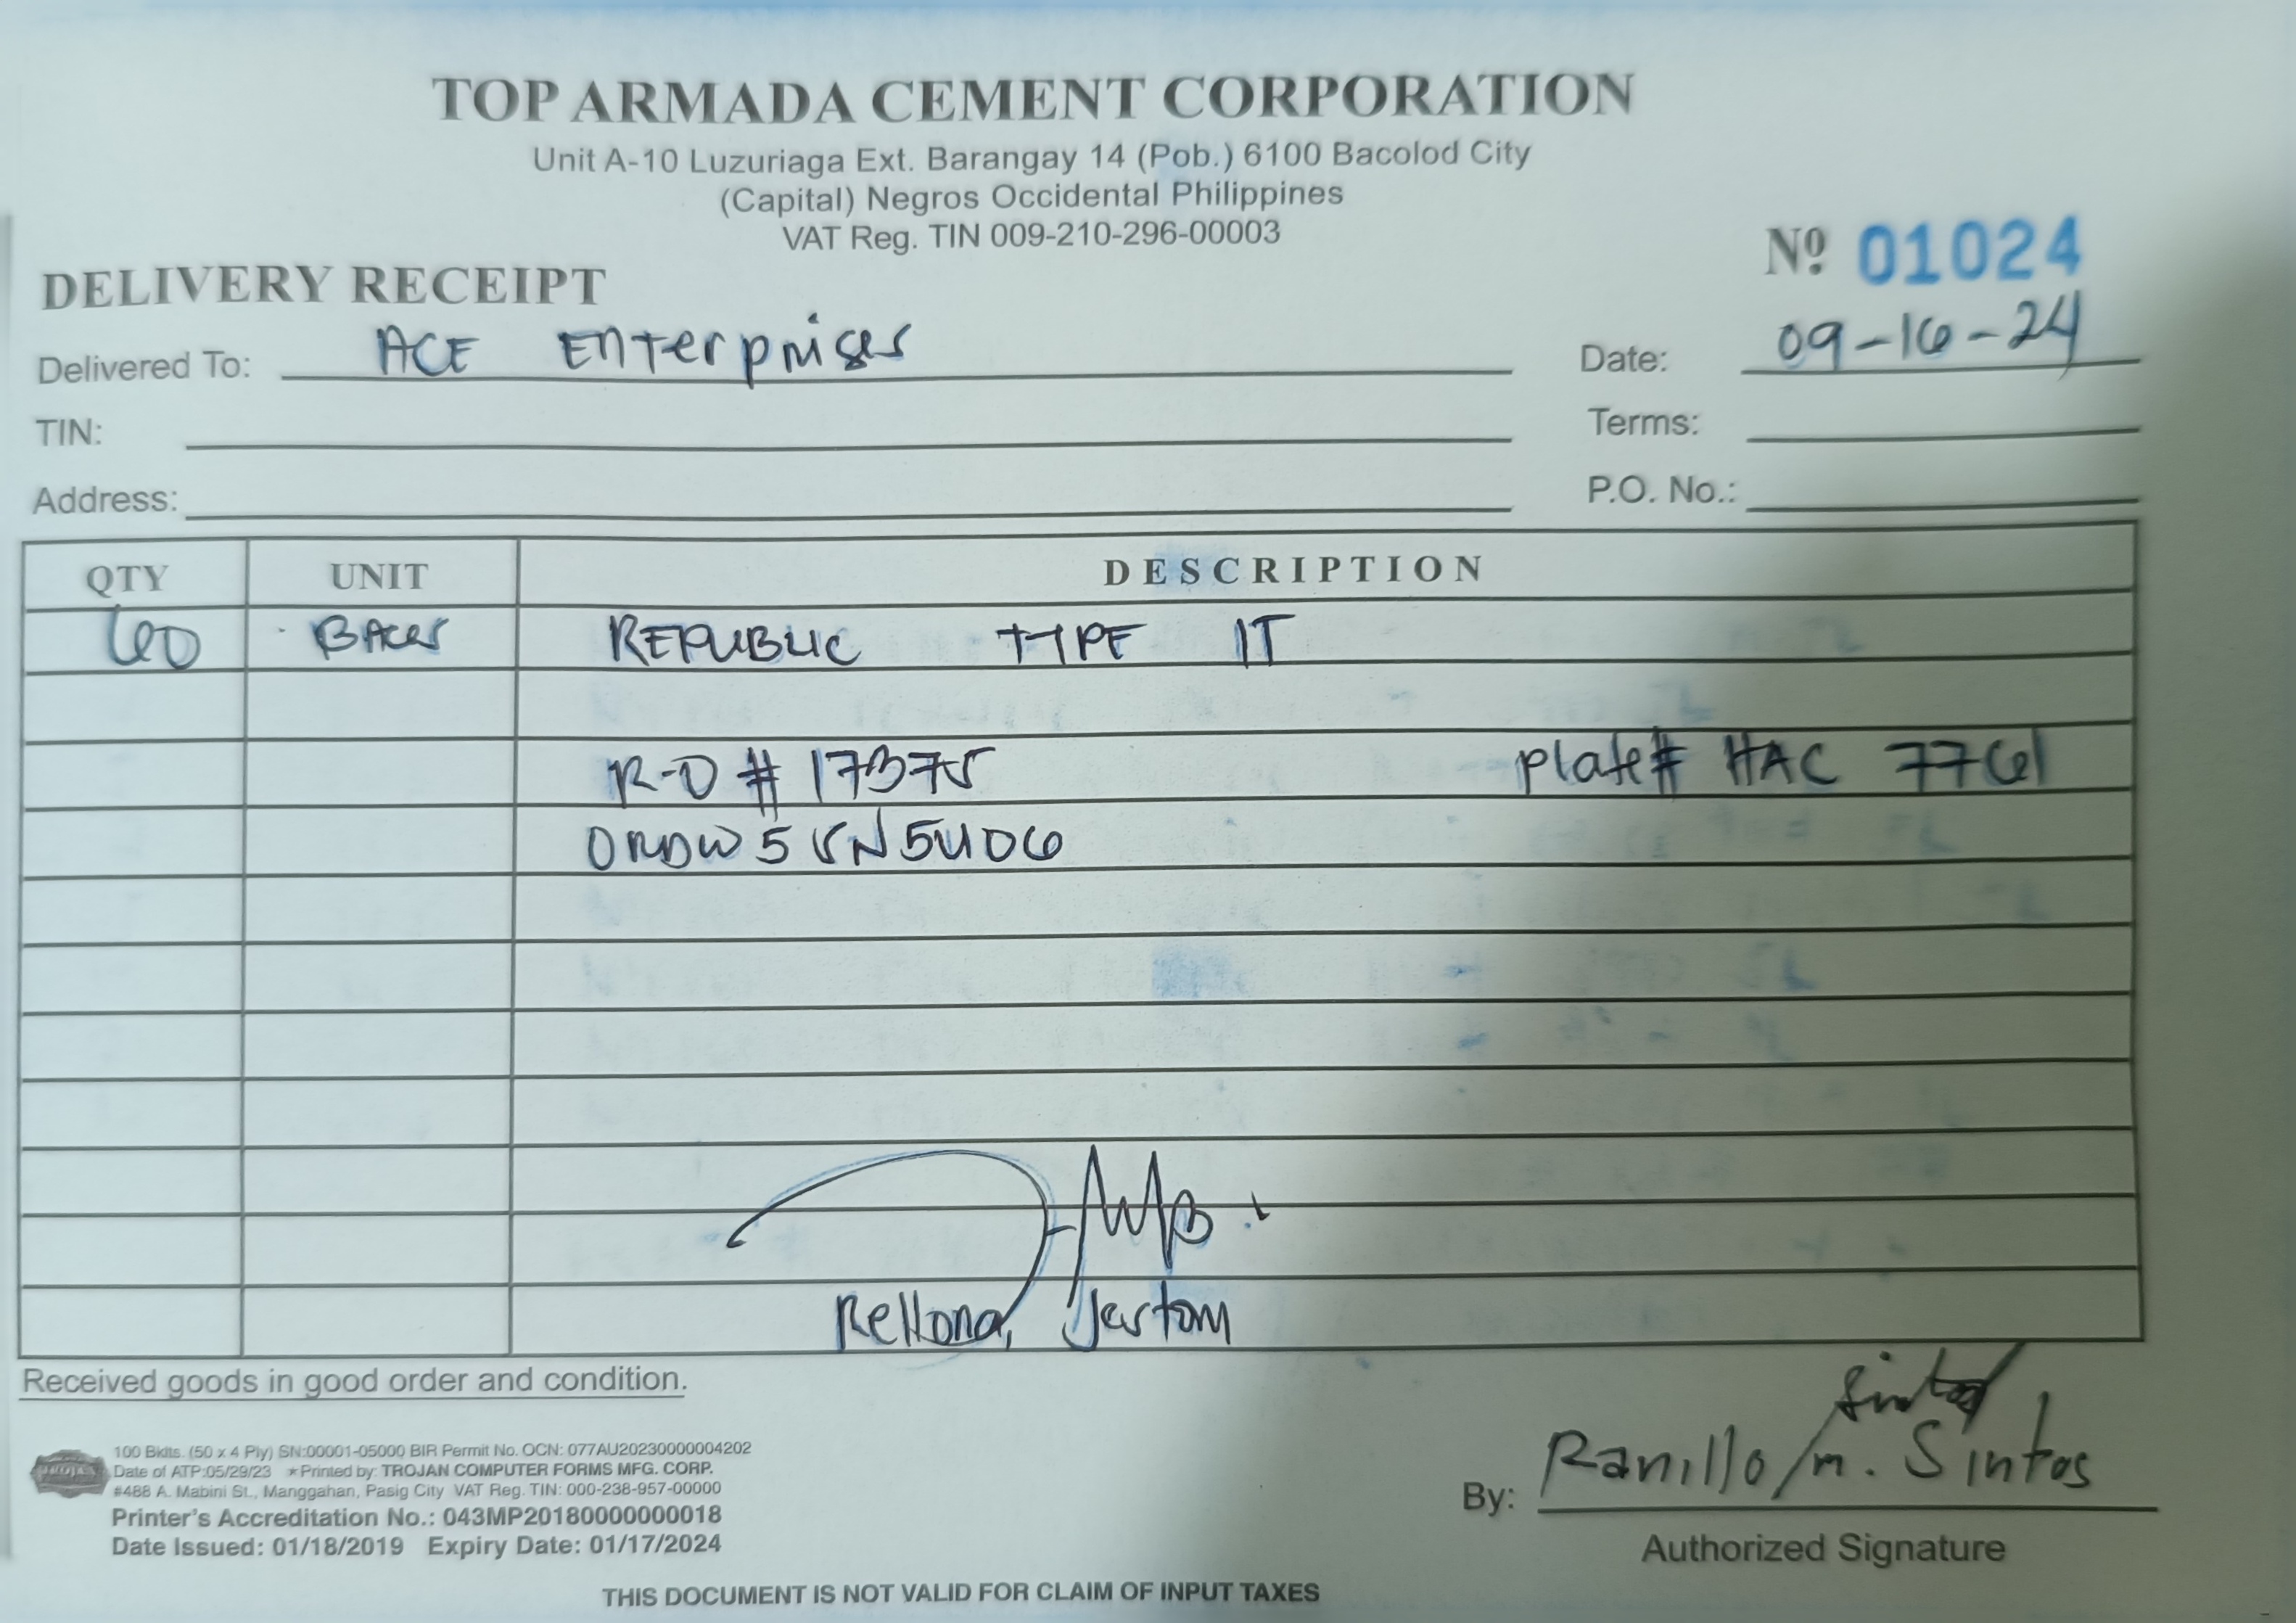 TOP ARMADA CEMENT CORPORATION
Unit A-10 Luzuriaga Ext. Barangay 14 (Pob.) 6100 Bacolod City
(Capital) Negros Occidental Philippines
VAT Reg. TIN 009-210-296-00003
Nº 01024
DELIVERY RECEIPT
Delivered To: ACE Enterprises
Date: 09-16-24
TIN:
Terms:
Address:
P.O. No.:
QTY UNIT DESCRIPTION
60 BAGS REPUBLIC TYPE IT
R-O # 17375 plate# HAC 7761
Rellona, Jestom
Received goods in good order and condition.
100 Bklts. (50 x 4 Ply) SN:00001-05000 BIR Permit No. OCN: 077AU20230000004202
Date of ATP:05/29/23 ★Printed by: TROJAN COMPUTER FORMS MFG. CORP.
#488 A. Mabini St., Manggahan, Pasig City VAT Reg. TIN: 000-238-957-00000
Printer's Accreditation No.: 043MP20180000000018
Date Issued: 01/18/2019 Expiry Date: 01/17/2024
By: Ranillo m. Sintos
Authorized Signature
THIS DOCUMENT IS NOT VALID FOR CLAIM OF INPUT TAXES